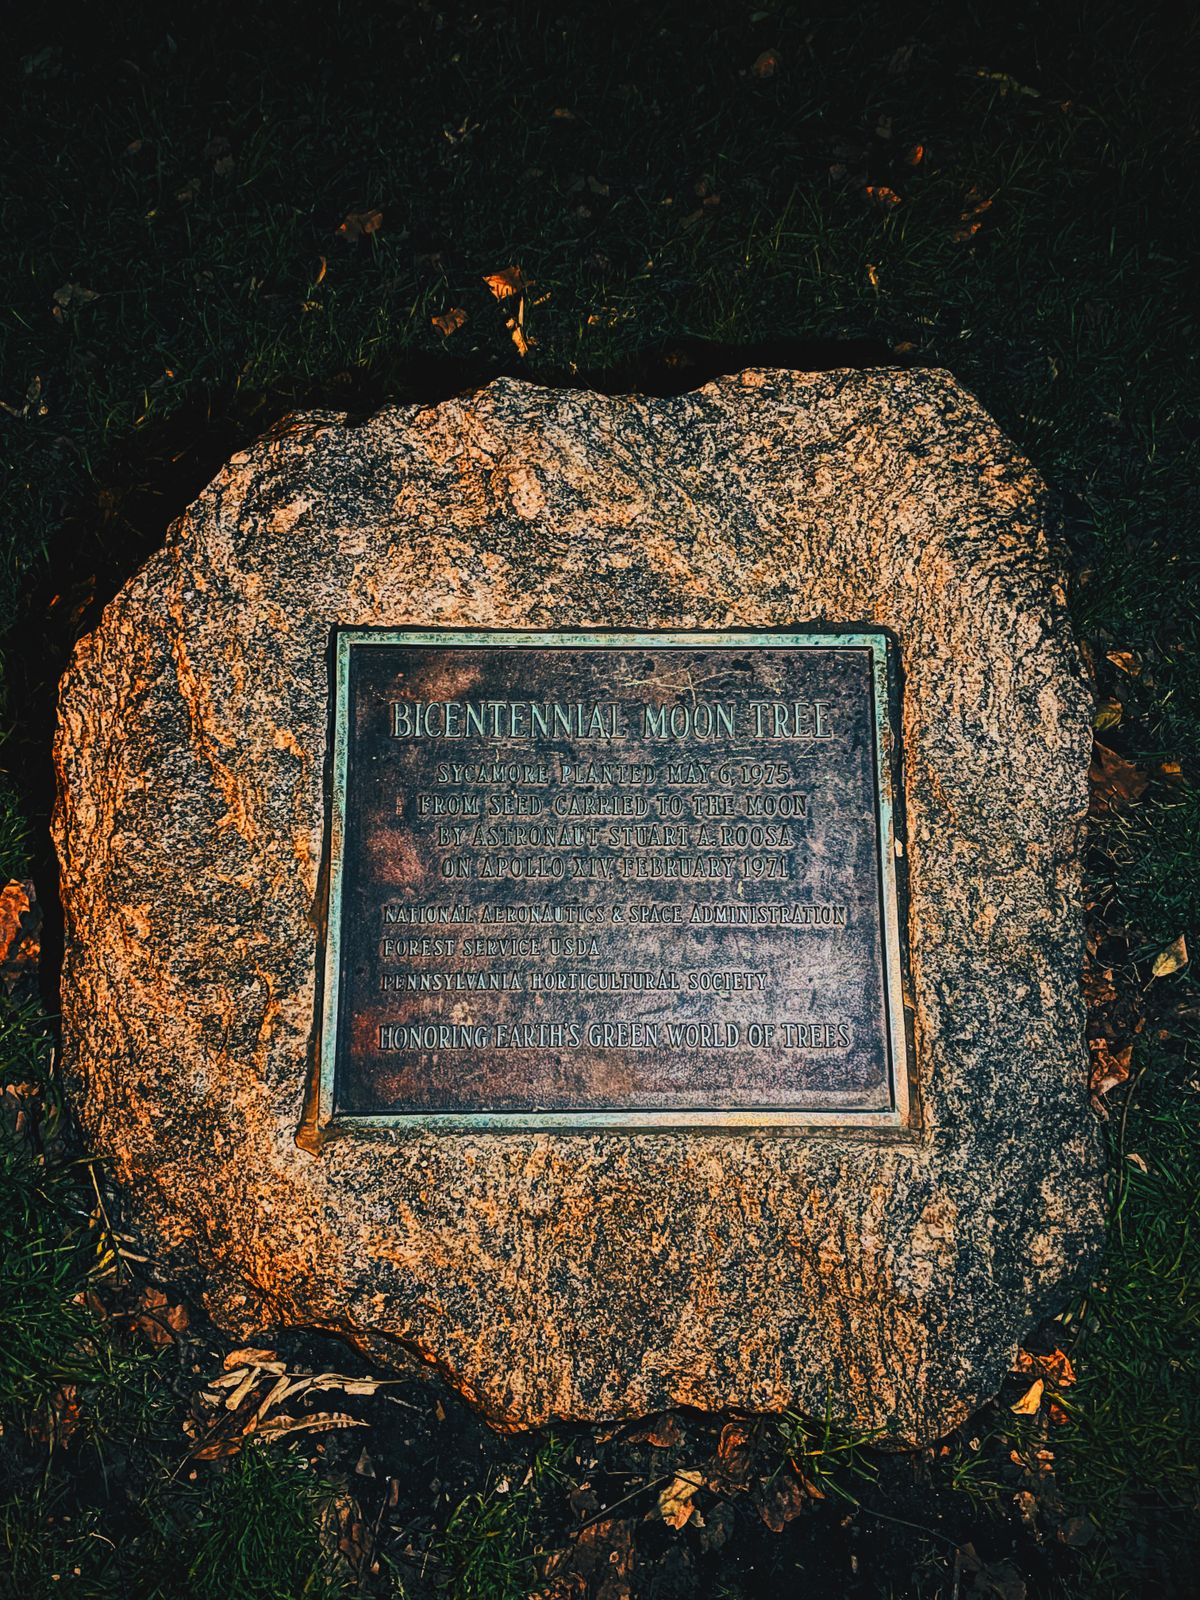 BICENTENNIAL MOON TREE
SYCAMORE PLANTED MAY 6, 1975
FROM SEED CARRIED TO THE MOON
BY ASTRONAUT STUART A. ROOSA
ON APOLLO XIV, FEBRUARY 1971
NATIONAL AERONAUTICS & SPACE ADMINISTRATION
FOREST SERVICE USDA
PENNSYLVANIA HORTICULTURAL SOCIETY
HONORING EARTH'S GREEN WORLD OF TREES